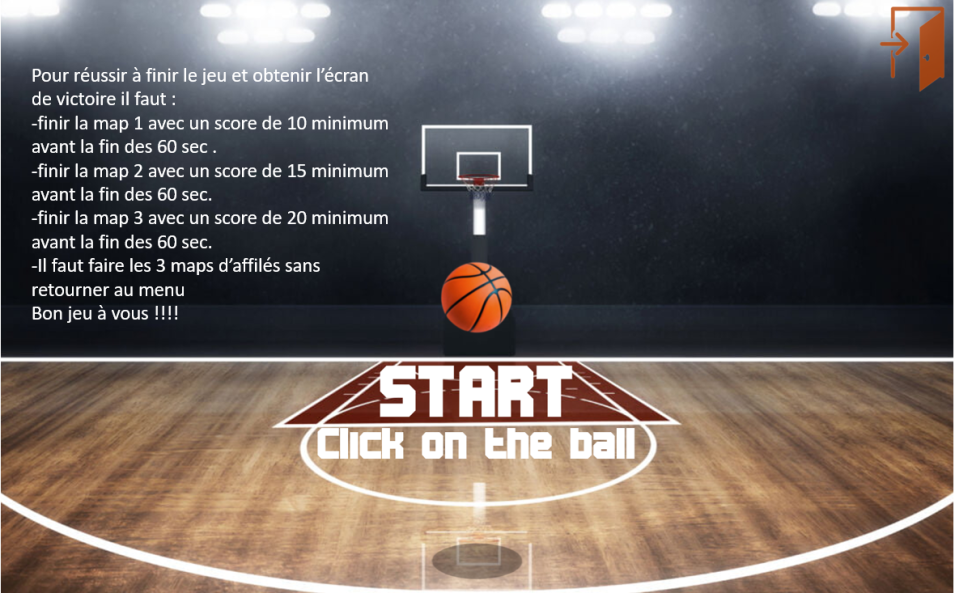 Pour réussir à finir le jeu et obtenir l'écran
de victoire il faut :
-finir la map 1 avec un score de 10 minimum
avant la fin des 60 sec .
-finir la map 2 avec un score de 15 minimum
avant la fin des 60 sec.
-finir la map 3 avec un score de 20 minimum
avant la fin des 60 sec.
-Il faut faire les 3 maps d'affilés sans
retourner au menu
Bon jeu à vous !!!!
START
Click on the ball